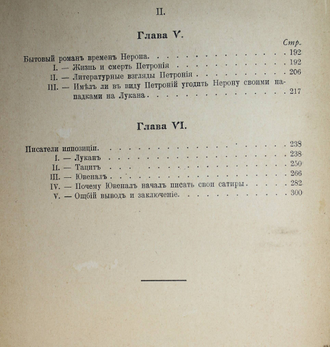 II.
Глава V.
Стр.
Бытовой романъ временъ Нерона. . . . . . . . . . . . 192
I. — Жизнь и смерть Петронія . . . . . . . . . . . . 192
II. — Литературные взгляды Петронія . . . . . . . . . 206
III. — Имѣлъ ли въ виду Петроній угодить Нерону своими на-
падками на Лукана. . . . . . . . . . . . 217
Глава VI.
Писатели оппозиціи . . . . . . . . . . . . 238
I. — Луканъ . . . . . . . . . . . . 238
II. — Тацитъ . . . . . . . . . . . . 250
III. — Ювеналъ . . . . . . . . . . . . 266
IV. — Почему Ювеналъ началъ писать свои сатиры . . . . . 282
V. — Общій выводъ и заключеніе. . . . . . . . . . 300